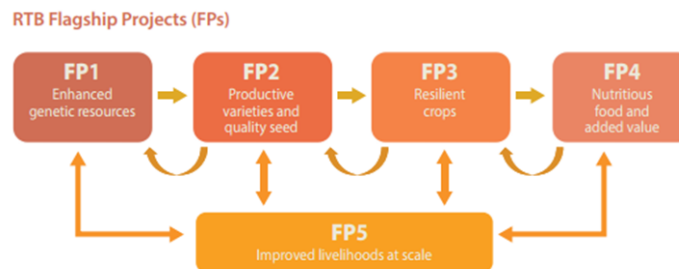 RTB Flagship Projects (FPs)
FP1
Enhanced
genetic resources
FP2
Productive
varieties and
quality seed
FP3
Resilient
crops
FP4
Nutritious
food and
added value
FP5
Improved livelihoods at scale